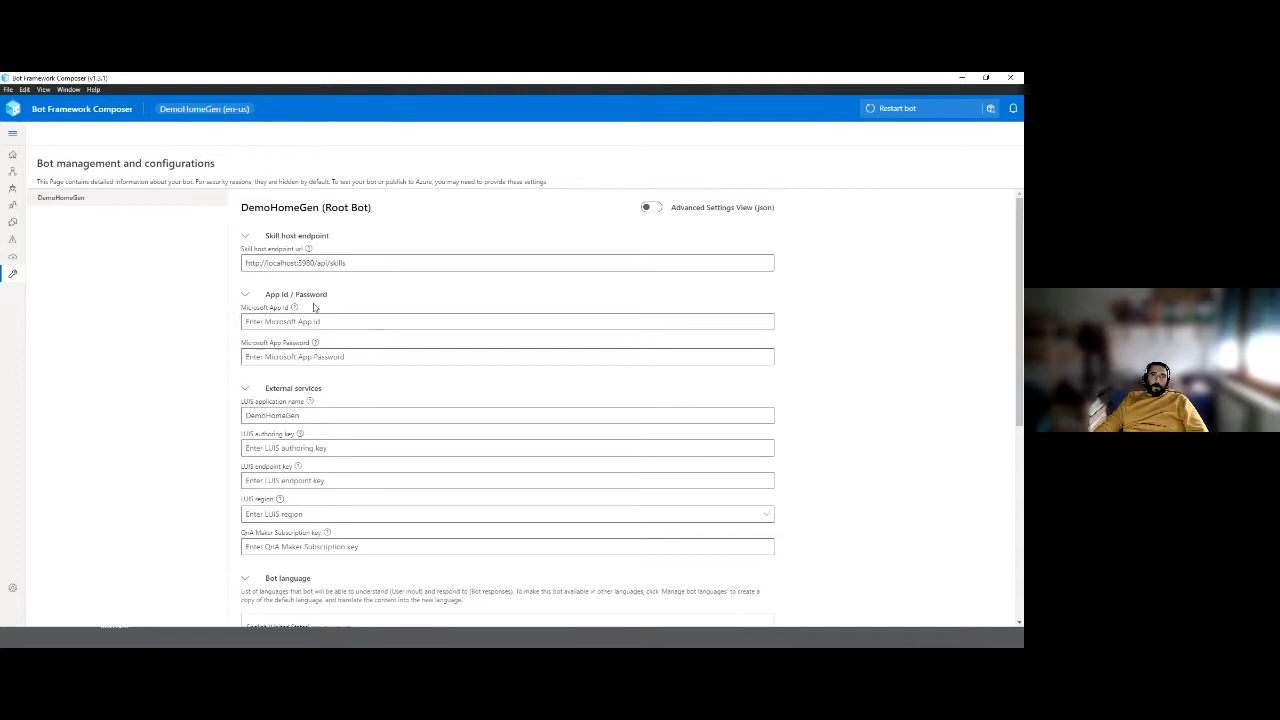 Bot Framework Composer (v1.3.1)
File Edit View Window Help
Bot Framework Composer DemoHomeGen (en-us) Restart bot
Bot management and configurations
This Page contains detailed information about your bot. For security reasons, they are hidden by default. To test your bot or publish to Azure, you may need to provide these settings.
DemoHomeGen
DemoHomeGen (Root Bot) Advanced Settings View (json)
Skill host endpoint
Skill host endpoint url
http://localhost:3980/api/skills
App Id / Password
Microsoft App Id
Enter Microsoft App Id
Microsoft App Password
Enter Microsoft App Password
External services
LUIS application name
DemoHomeGen
LUIS authoring key
Enter LUIS authoring key
LUIS endpoint key
Enter LUIS endpoint key
LUIS region
Enter LUIS region
QnA Maker Subscription key
Enter QnA Maker Subscription key
Bot language
List of languages that bot will be able to understand (User input) and respond to (Bot responses). To make this bot available in other languages, click 'Manage bot languages' to create a
copy of the default language, and translate the content into the new language.
English (United States)